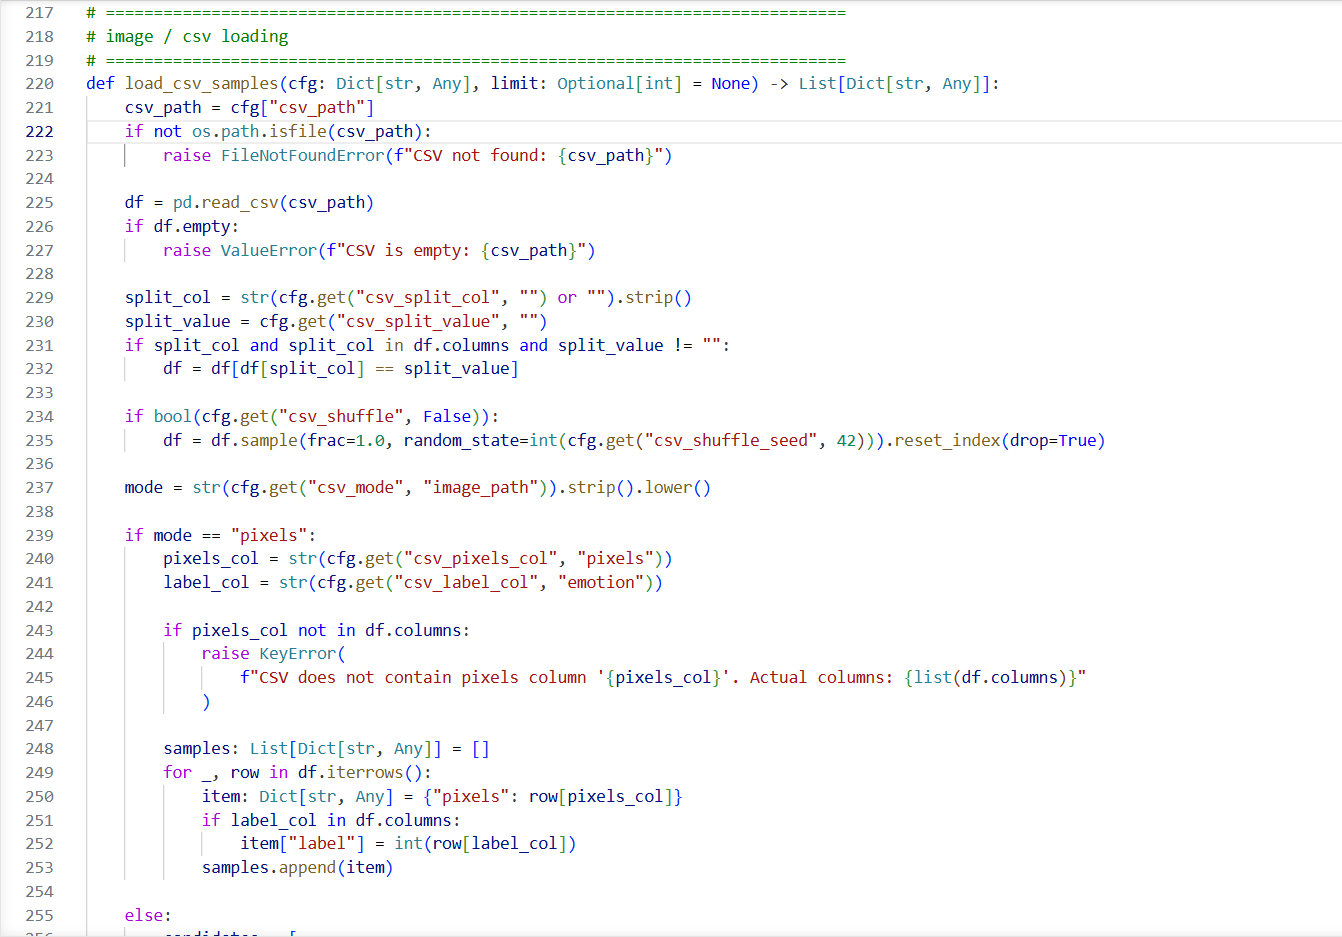 217 # =============================================================================
218 # image / csv loading
219 # =============================================================================
220 def load_csv_samples(cfg: Dict[str, Any], limit: Optional[int] = None) -> List[Dict[str, Any]]:
221 csv_path = cfg["csv_path"]
222 if not os.path.isfile(csv_path):
223 raise FileNotFoundError(f"CSV not found: {csv_path}")
224
225 df = pd.read_csv(csv_path)
226 if df.empty:
227 raise ValueError(f"CSV is empty: {csv_path}")
228
229 split_col = str(cfg.get("csv_split_col", "") or "").strip()
230 split_value = cfg.get("csv_split_value", "")
231 if split_col and split_col in df.columns and split_value != "":
232 df = df[df[split_col] == split_value]
233
234 if bool(cfg.get("csv_shuffle", False)):
235 df = df.sample(frac=1.0, random_state=int(cfg.get("csv_shuffle_seed", 42))).reset_index(drop=True)
236
237 mode = str(cfg.get("csv_mode", "image_path")).strip().lower()
238
239 if mode == "pixels":
240 pixels_col = str(cfg.get("csv_pixels_col", "pixels"))
241 label_col = str(cfg.get("csv_label_col", "emotion"))
242
243 if pixels_col not in df.columns:
244 raise KeyError(
245 f"CSV does not contain pixels column '{pixels_col}'. Actual columns: {list(df.columns)}"
246 )
247
248 samples: List[Dict[str, Any]] = []
249 for _, row in df.iterrows():
250 item: Dict[str, Any] = {"pixels": row[pixels_col]}
251 if label_col in df.columns:
252 item["label"] = int(row[label_col])
253 samples.append(item)
254
255 else: